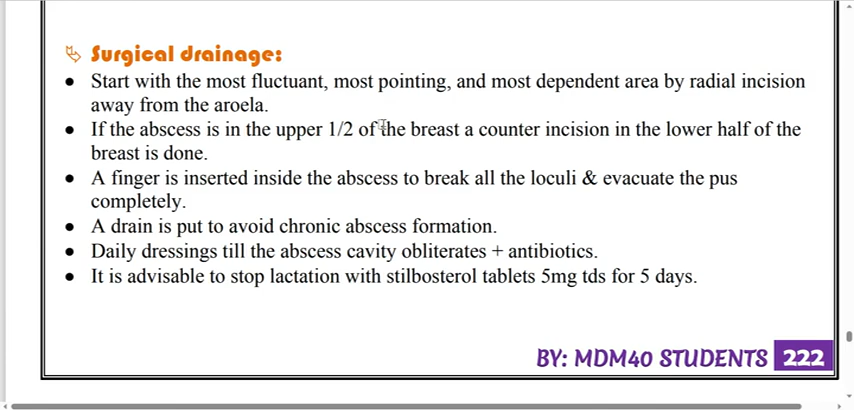 Surgical drainage:
● Start with the most fluctuant, most pointing, and most dependent area by radial incision
away from the aroela.
● If the abscess is in the upper 1/2 of the breast a counter incision in the lower half of the
breast is done.
● A finger is inserted inside the abscess to break all the loculi & evacuate the pus
completely.
● A drain is put to avoid chronic abscess formation.
● Daily dressings till the abscess cavity obliterates + antibiotics.
● It is advisable to stop lactation with stilbosterol tablets 5mg tds for 5 days.
BY: MDM40 STUDENTS 222